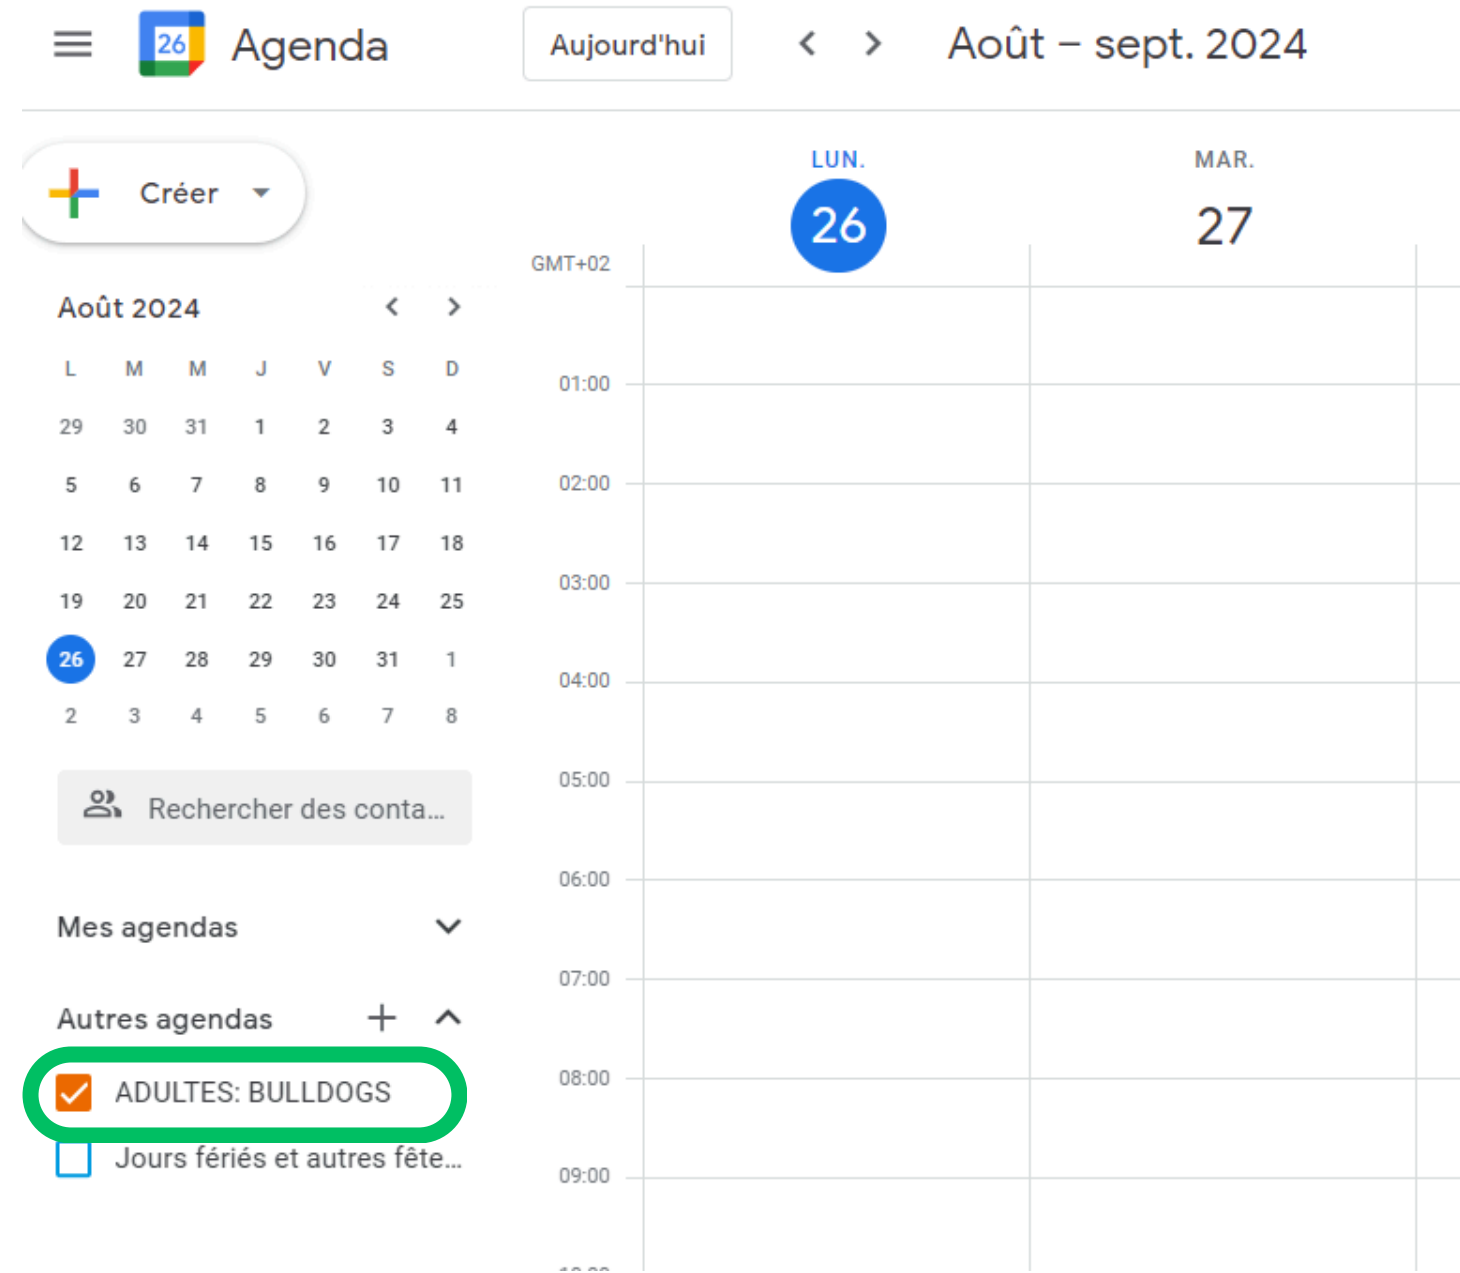 26 Agenda Aujourd'hui Août – sept. 2024
Créer
LUN. MAR.
26 27
GMT+02
Août 2024
L M M J V S D
29 30 31 1 2 3 4
5 6 7 8 9 10 11
12 13 14 15 16 17 18
19 20 21 22 23 24 25
26 27 28 29 30 31 1
2 3 4 5 6 7 8
Rechercher des conta...
Mes agendas
Autres agendas
ADULTES: BULLDOGS
Jours fériés et autres fête...
01:00
02:00
03:00
04:00
05:00
06:00
07:00
08:00
09:00